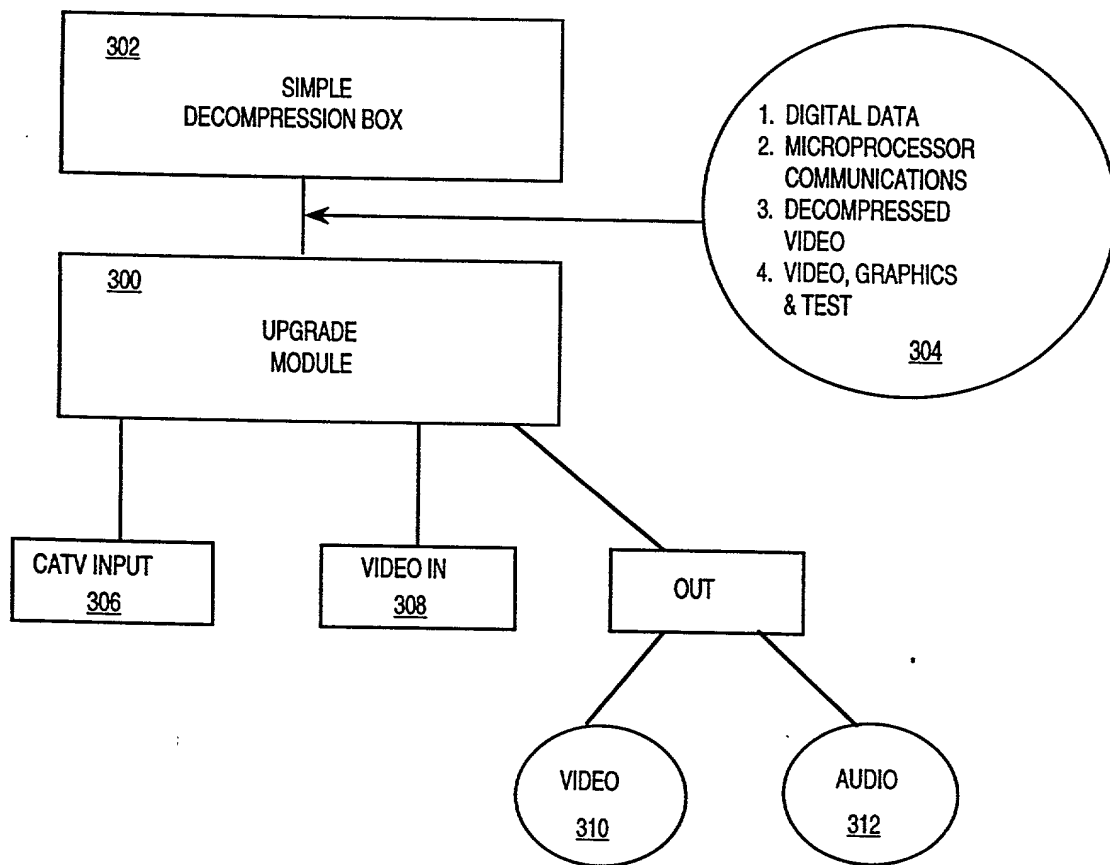 302
SIMPLE
DECOMPRESSION BOX
1. DIGITAL DATA
2. MICROPROCESSOR
COMMUNICATIONS
3. DECOMPRESSED
VIDEO
4. VIDEO, GRAPHICS
& TEST
304
300
UPGRADE
MODULE
CATV INPUT
306
VIDEO IN
308
OUT
VIDEO
310
AUDIO
312